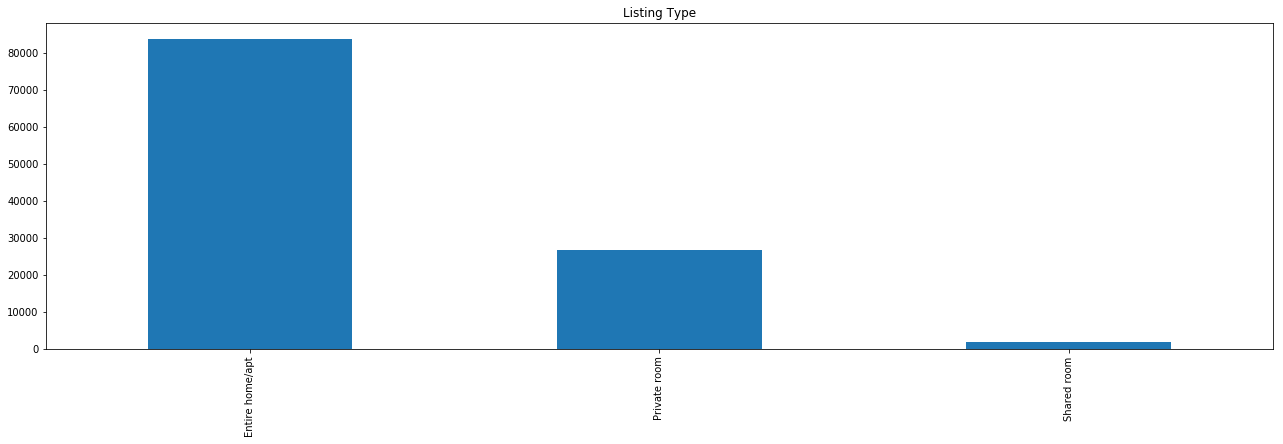 Listing Type
80000
70000
60000
50000
40000
30000
20000
10000
0
Entire home/apt
Private room
Shared room